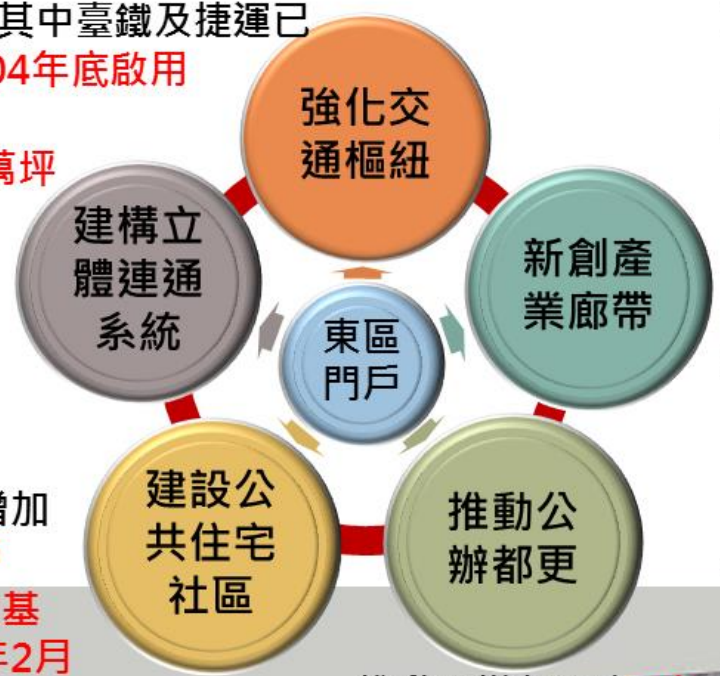 其中臺鐵及捷運已
04年底啟用
萬坪
強化交
通樞紐
建構立
體連通
系統
新創產
業廊帶
東區
門戶
建設公
共住宅
社區
推動公
辦都更
增加
基
年2月